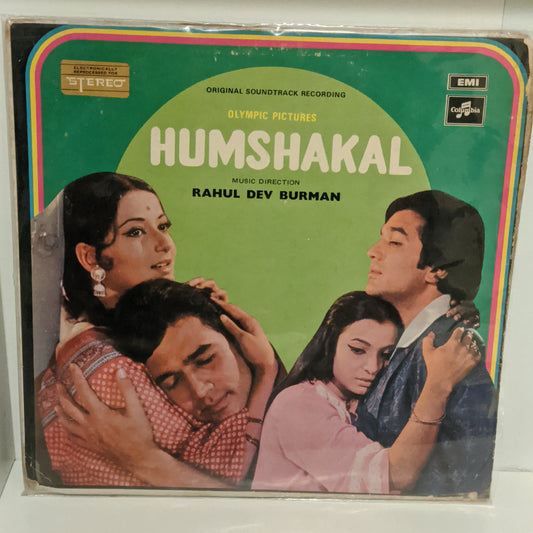 ELECTRONICALLY
REPROCESSED FOR
STEREO
ORIGINAL SOUNDTRACK RECORDING
EMI
Columbia
OLYMPIC PICTURES
HUMSHAKAL
MUSIC DIRECTION
RAHUL DEV BURMAN